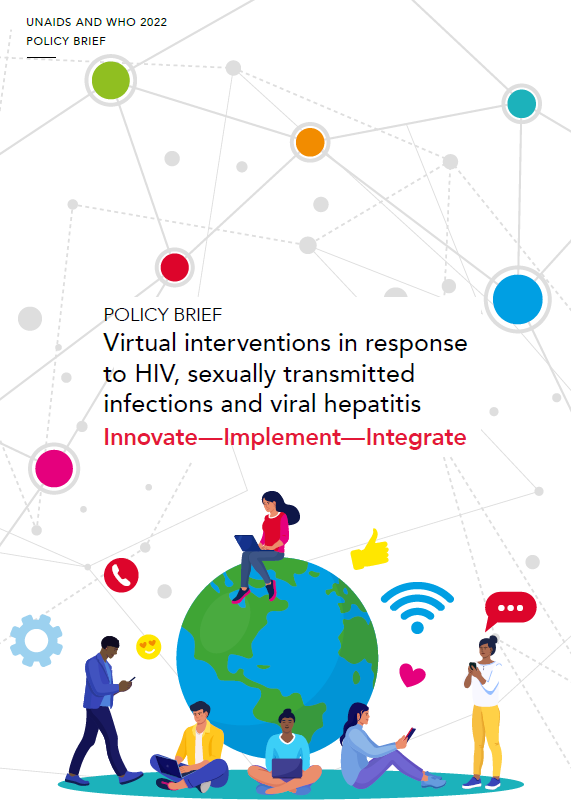 UNAIDS AND WHO 2022
POLICY BRIEF
POLICY BRIEF
Virtual interventions in response
to HIV, sexually transmitted
infections and viral hepatitis
Innovate—Implement—Integrate